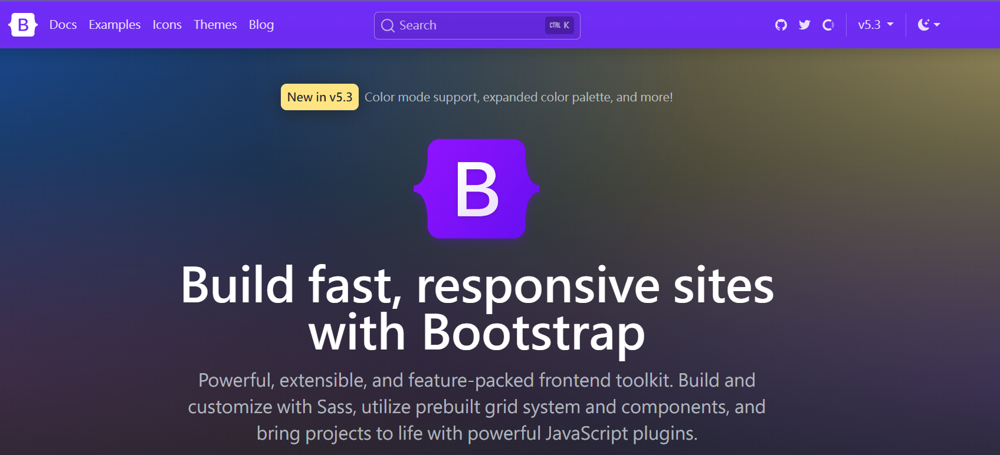 B Docs Examples Icons Themes Blog Search CTRL K v5.3
New in v5.3 Color mode support, expanded color palette, and more!
B
Build fast, responsive sites
with Bootstrap
Powerful, extensible, and feature-packed frontend toolkit. Build and
customize with Sass, utilize prebuilt grid system and components, and
bring projects to life with powerful JavaScript plugins.